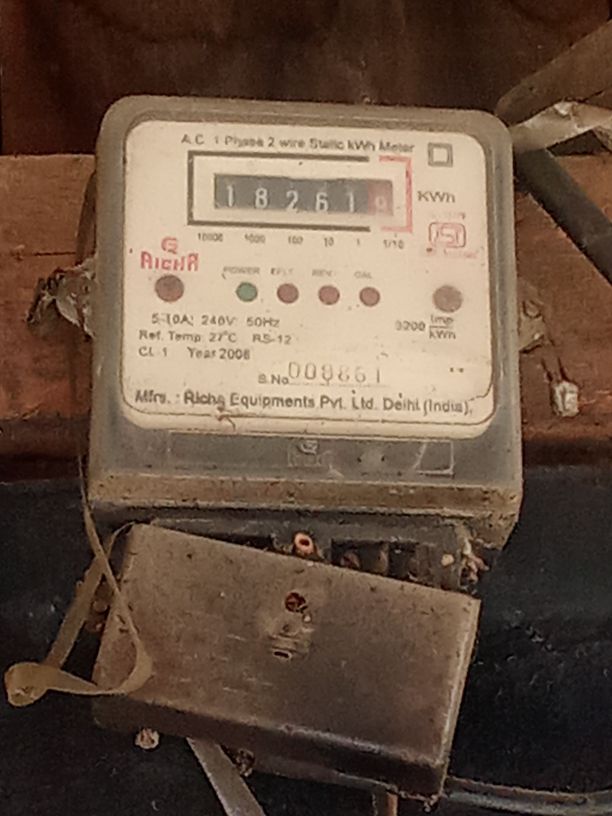 A.C. 1 Phase 2 wire Static kWh Meter
18261
KWh
10000 1000 100 10 1 1/10
RICHA
POWER EFLT REV CAL
5-10A; 240V; 50Hz
3200 imp/kWh
Ref. Temp. 27°C RS-12
CL. 1 Year 2006
S.No. 009861
Mfrs. : Richa Equipments Pvt. Ltd. Delhi (India).